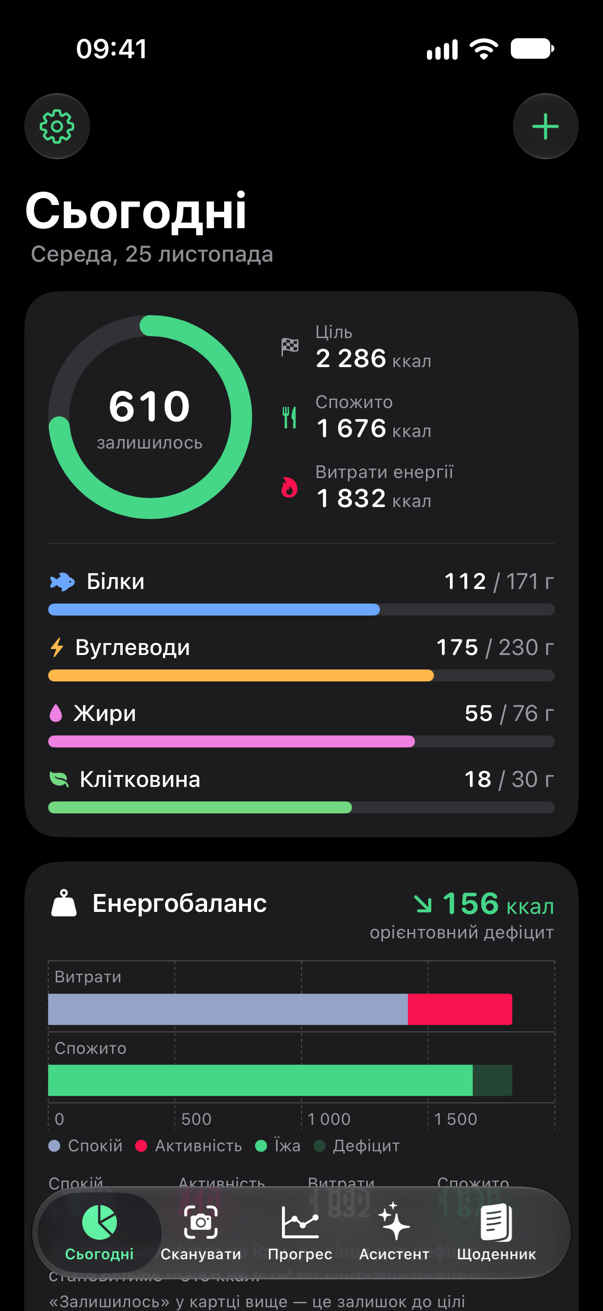 09:41
Сьогодні
Середа, 25 листопада
610
залишилось
Ціль
2 286 ккал
Спожито
1 676 ккал
Витрати енергії
1 832 ккал
Білки 112 / 171 г
Вуглеводи 175 / 230 г
Жири 55 / 76 г
Клітковина 18 / 30 г
Енергобаланс 156 ккал
орієнтовний дефіцит
Витрати
Спожито
0 500 1 000 1 500
Спокій Активність Їжа Дефіцит
Спокій Активність Витрати Спожито
Сьогодні Сканувати Прогрес Асистент Щоденник
«Залишилось» у картці вище — це залишок до цілі